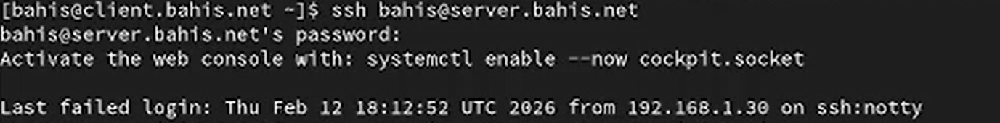 [bahis@client.bahis.net ~]$ ssh bahis@server.bahis.net
bahis@server.bahis.net's password:
Activate the web console with: systemctl enable --now cockpit.socket
Last failed login: Thu Feb 12 18:12:52 UTC 2026 from 192.168.1.30 on ssh:notty